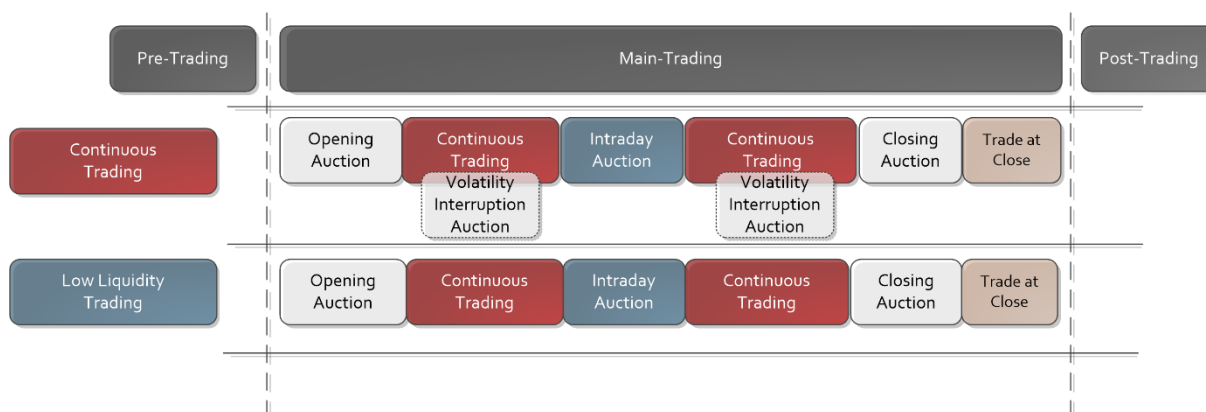 Pre-Trading
Main-Trading
Post-Trading
Continuous
Trading
Opening
Auction
Continuous
Trading
Volatility
Interruption
Auction
Intraday
Auction
Continuous
Trading
Volatility
Interruption
Auction
Closing
Auction
Trade at
Close
Low Liquidity
Trading
Opening
Auction
Continuous
Trading
Intraday
Auction
Continuous
Trading
Closing
Auction
Trade at
Close